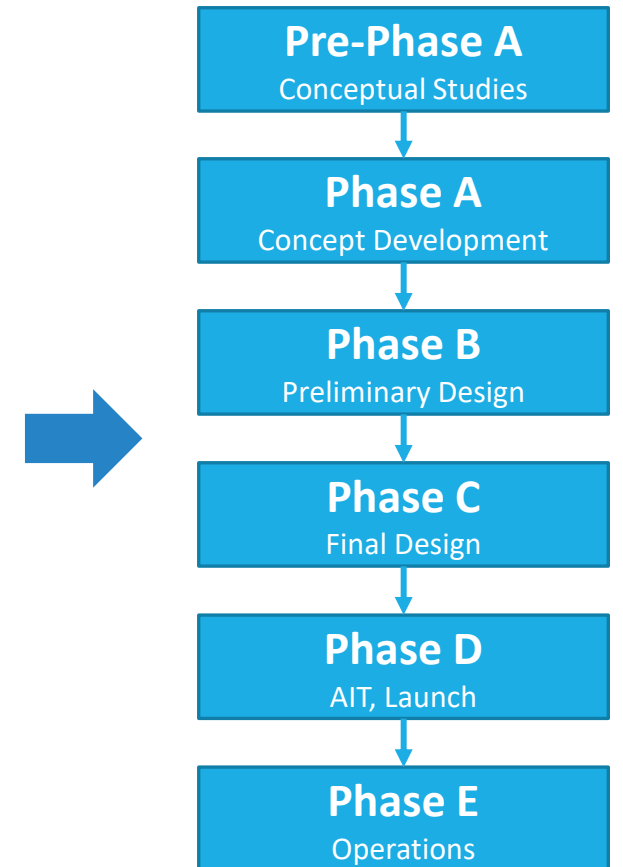 Pre-Phase A
Conceptual Studies
Phase A
Concept Development
Phase B
Preliminary Design
Phase C
Final Design
Phase D
AIT, Launch
Phase E
Operations